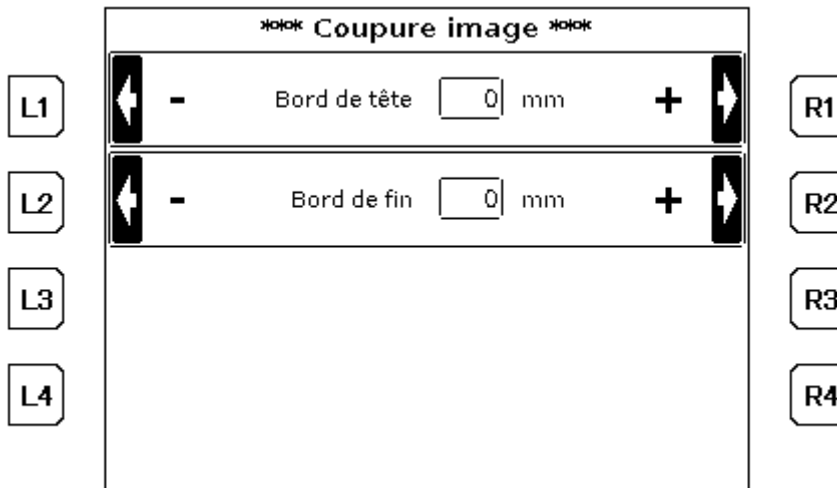 *** Coupure image ***
L1 - Bord de tête 0 mm + R1
L2 - Bord de fin 0 mm + R2
L3 R3
L4 R4